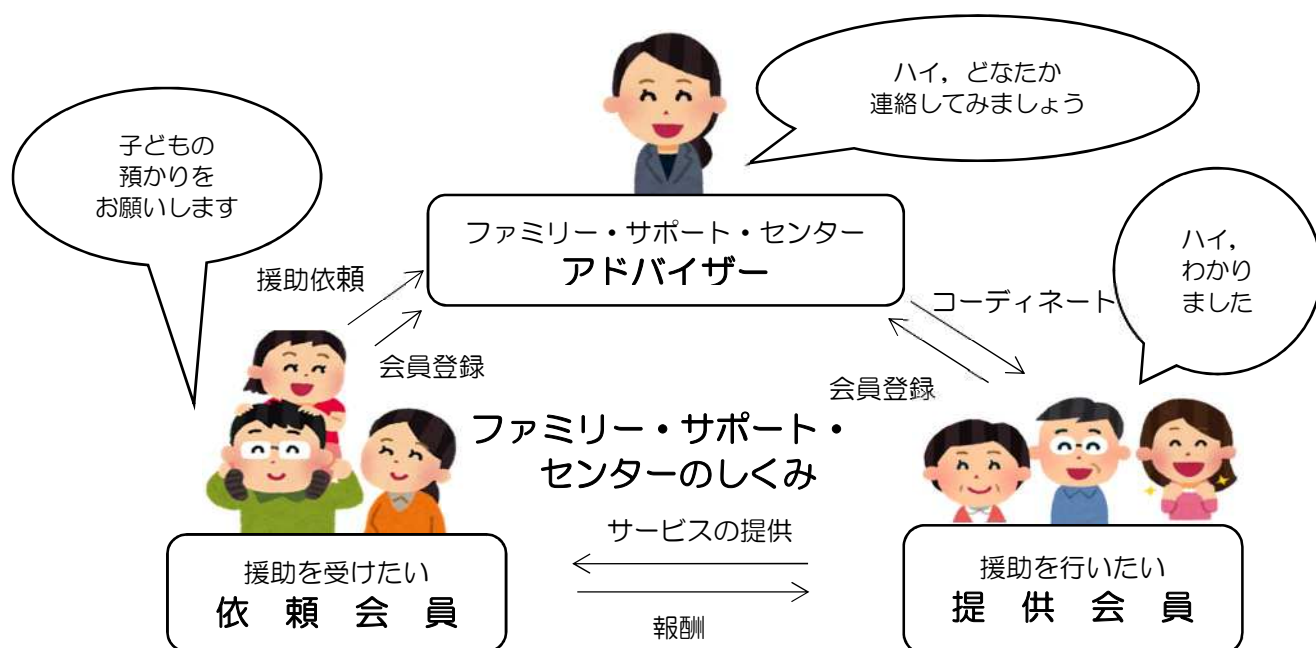 ハイ，どなたか
連絡してみましょう
子どもの
預かりを
お願いします
ファミリー・サポート・センター
アドバイザー
ハイ，
わかり
ました
援助依頼
コーディネート
会員登録
会員登録
ファミリー・サポート・
センターのしくみ
サービスの提供
援助を受けたい
依頼会員
援助を行いたい
提供会員
報酬